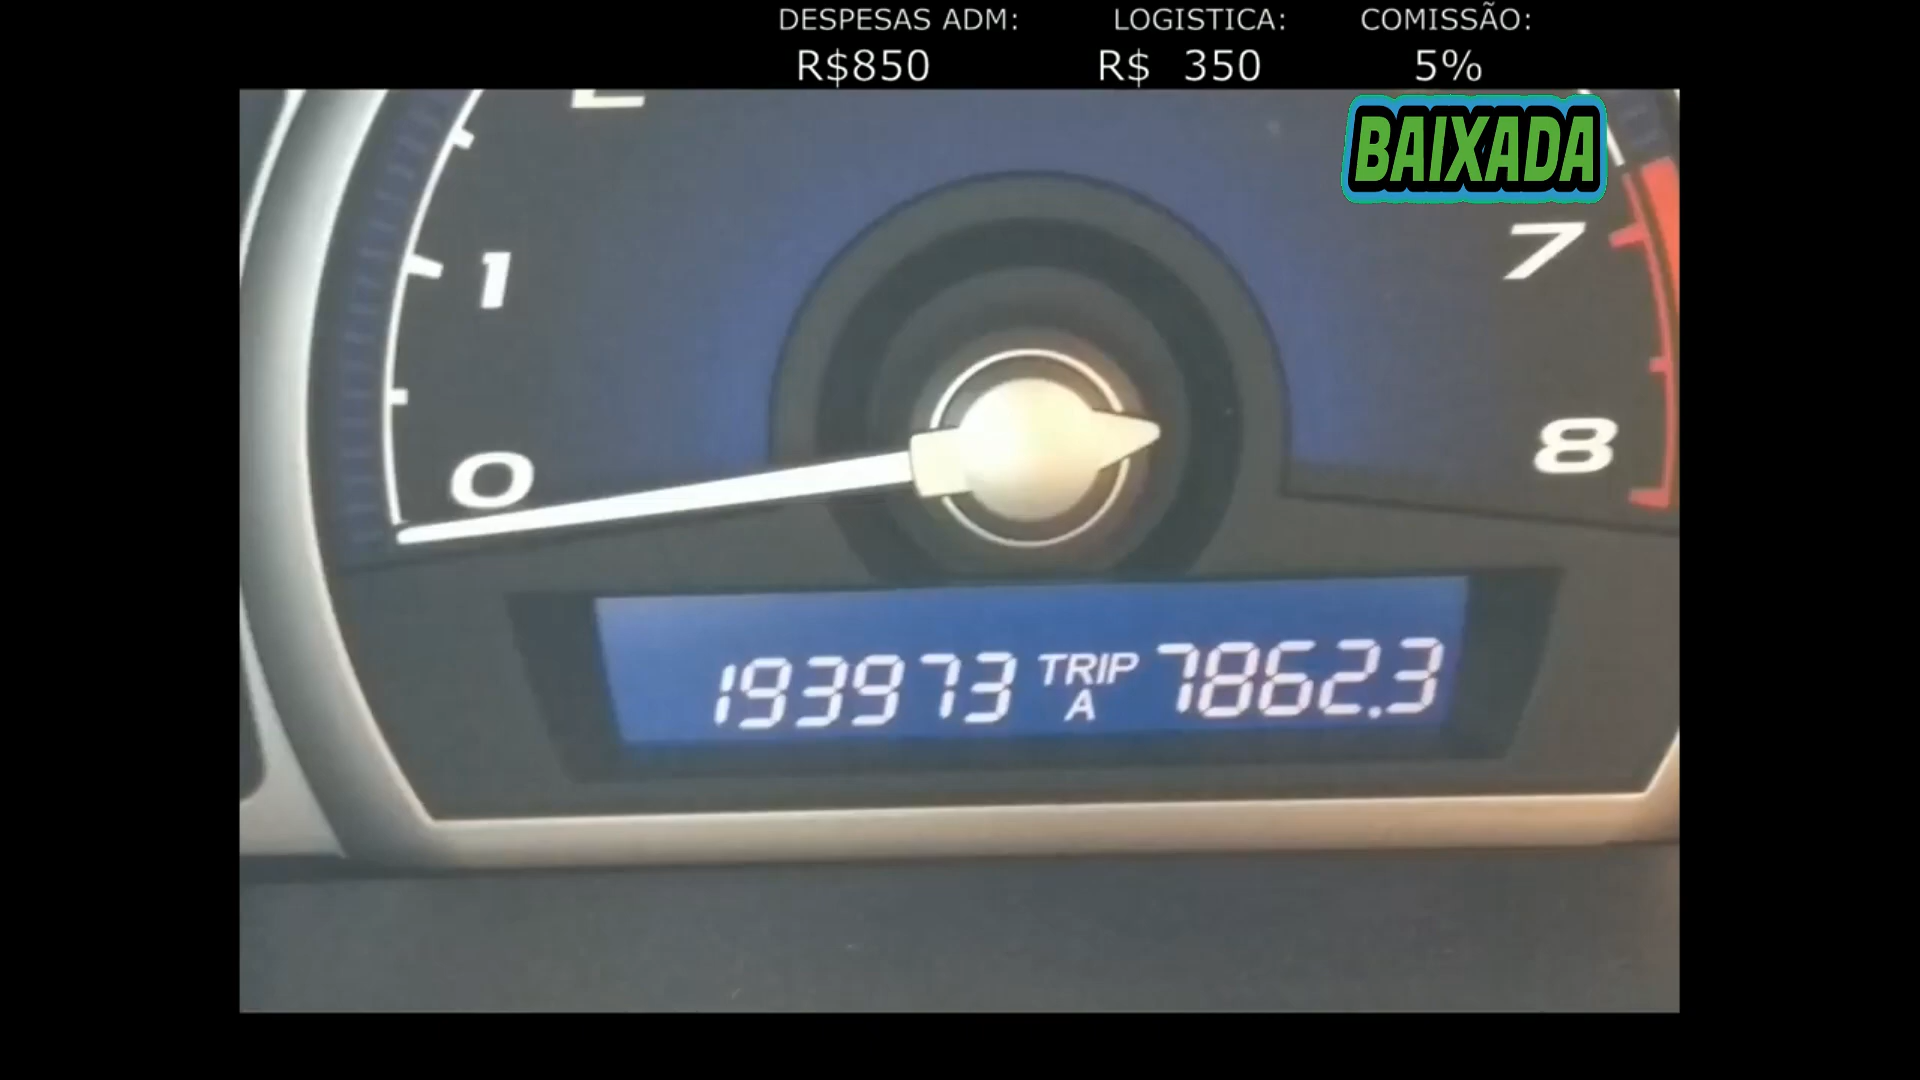 DESPESAS ADM: LOGISTICA: COMISSÃO:
R$850 R$ 350 5%
BAIXADA
1
7
0
8
193973 TRIP A 7862.3